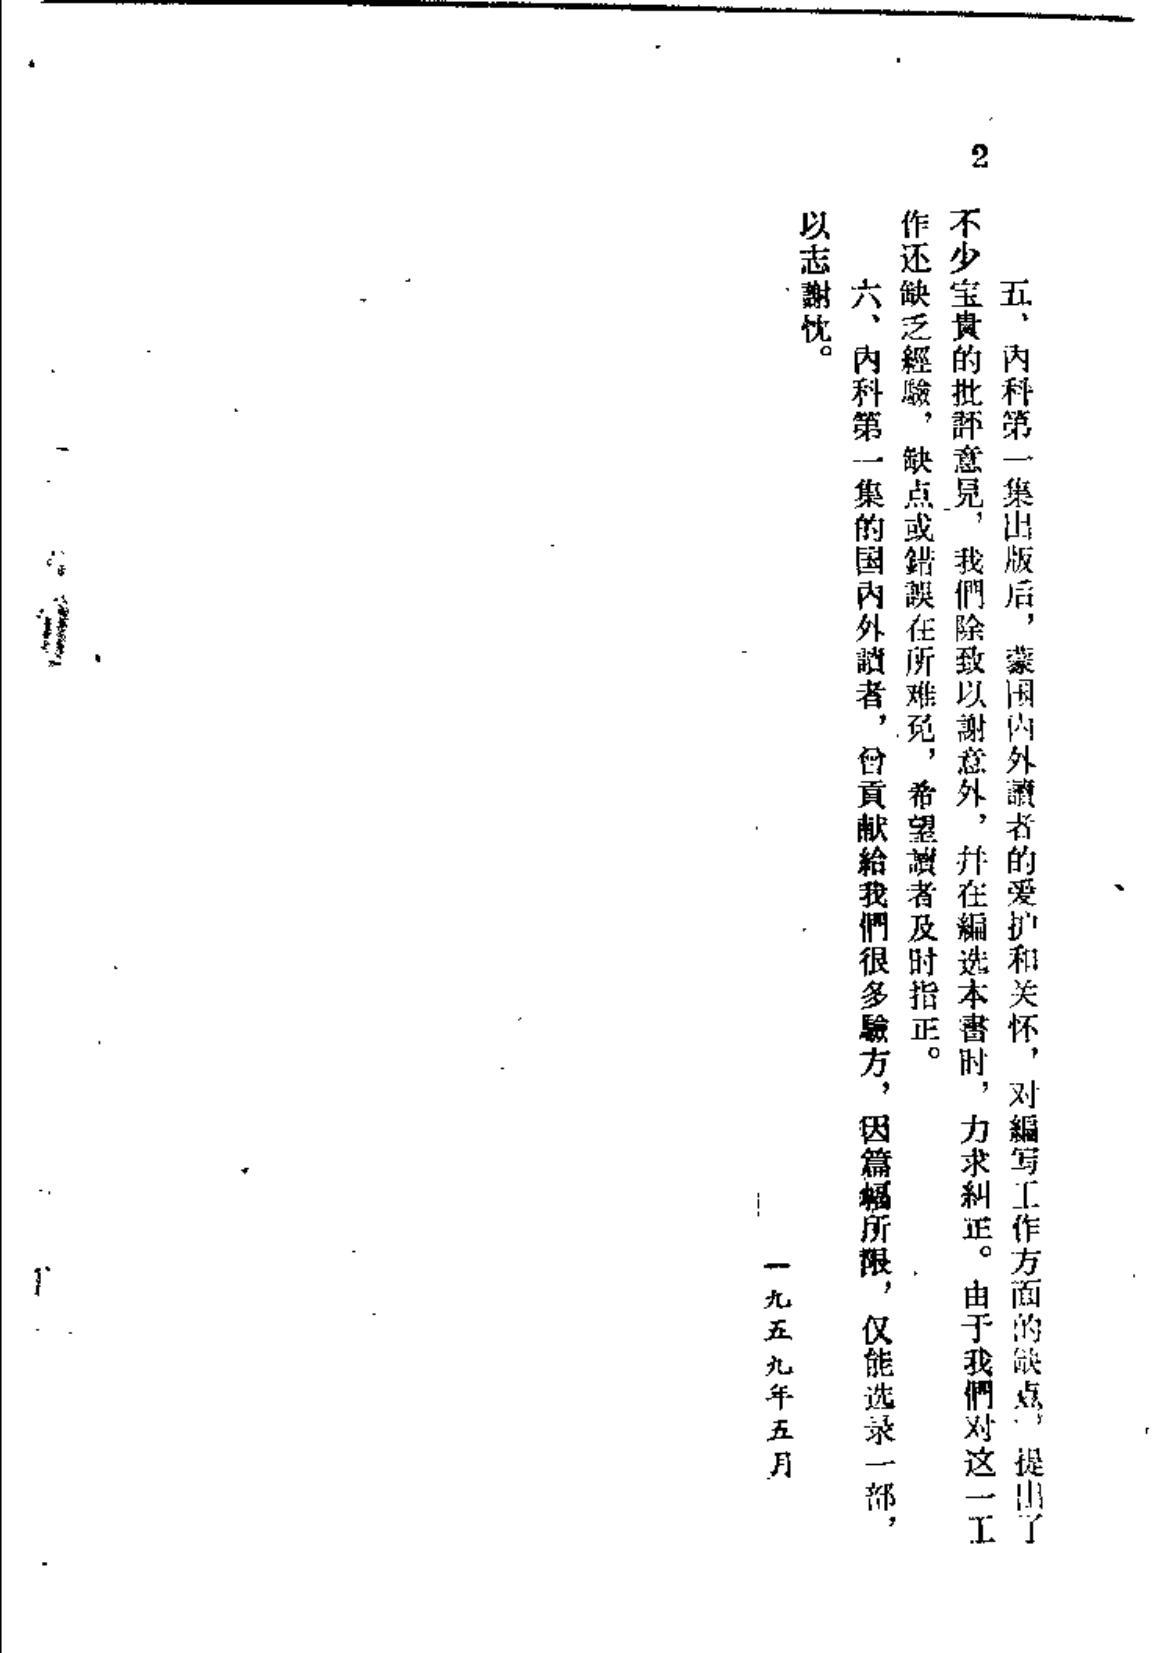 2
五、內科第一集出版后，蒙国內外讀者的爱护和关怀，对編写工作方面的缺点，提出了
不少宝貴的批評意見，我們除致以謝意外，幷在編选本書时，力求糾正。由于我們对这一工
作还缺乏經驗，缺点或錯誤在所难免，希望讀者及时指正。
六、內科第一集的国內外讀者，曾貢献給我們很多驗方，因篇幅所限，仅能选录一部，
以志謝忱。
一九五九年五月